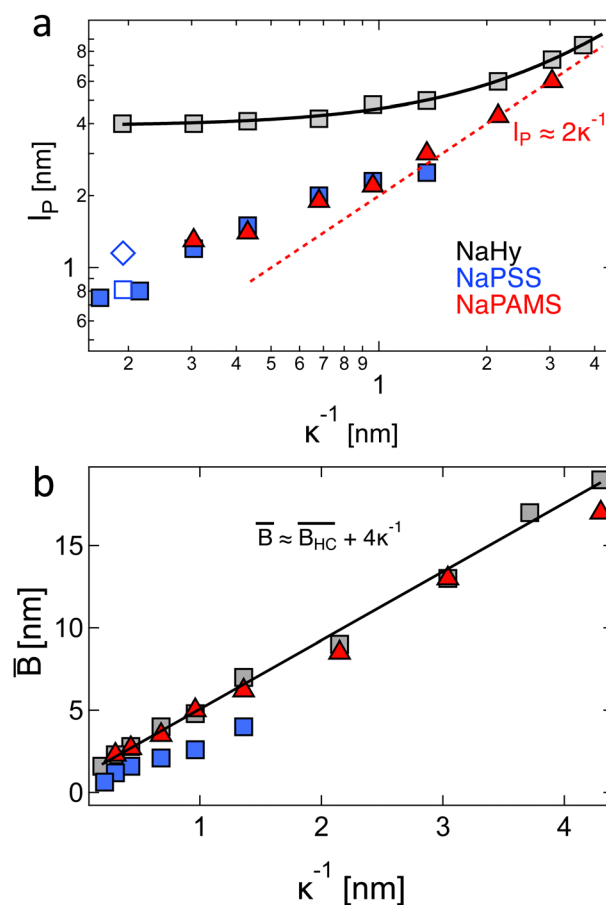 a
8
6
4
2
1
8
6
l_P [nm]
l_P ≈ 2κ⁻¹
NaHy
NaPSS
NaPAMS
2 3 4 5 6 7 8 9 1 2 3 4
κ⁻¹ [nm]
b
B̅ ≈ B̅_HC + 4κ⁻¹
15
10
5
0
B̅ [nm]
1 2 3 4
κ⁻¹ [nm]